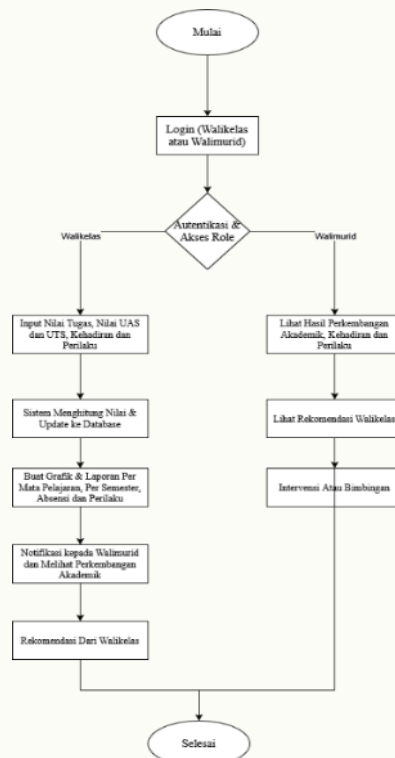 Mulai
Login (Walikelas
atau Walimurid)
Autentikasi &
Akses Role
Walikelas
Walimurid
Input Nilai Tugas, Nilai UAS
dan UTS, Kehadiran dan
Perilaku
Lihat Hasil Perkembangan
Akademik, Kehadiran dan
Perilaku
Sistem Menghitung Nilai &
Update ke Database
Lihat Rekomendasi Walikelas
Buat Grafik & Laporan Per
Mata Pelajaran, Per Semester,
Absensi dan Perilaku
Intervensi Atau Bimbingan
Notifikasi kepada Walimurid
dan Melihat Perkembangan
Akademik
Rekomendasi Dari Walikelas
Selesai